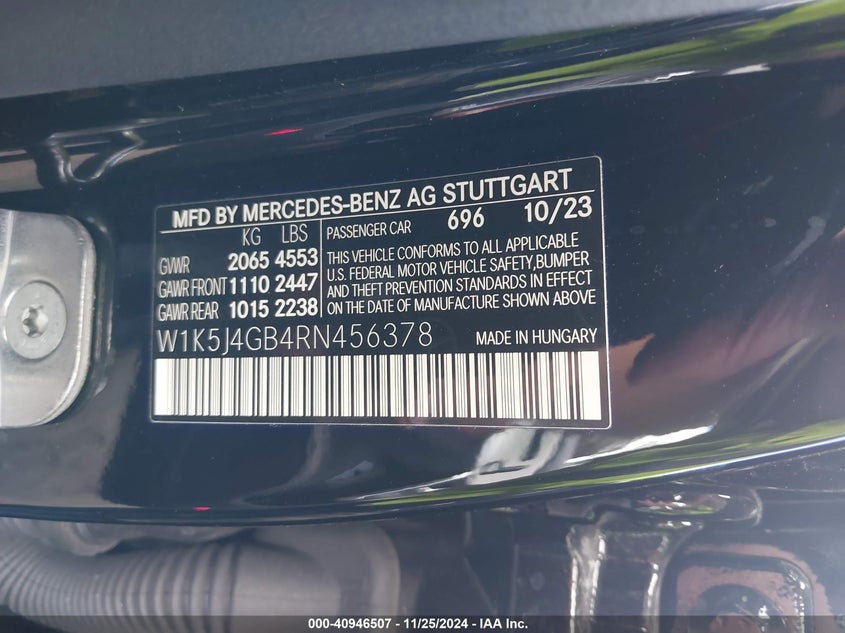 MFD BY MERCEDES-BENZ AG STUTTGART
KG LBS
GVWR 2065 4553
GAWR FRONT 1110 2447
GAWR REAR 1015 2238
PASSENGER CAR 696 10/23
THIS VEHICLE CONFORMS TO ALL APPLICABLE
U.S. FEDERAL MOTOR VEHICLE SAFETY,BUMPER
AND THEFT PREVENTION STANDARDS IN EFFECT
ON THE DATE OF MANUFACTURE SHOWN ABOVE
W1K5J4GB4RN456378 MADE IN HUNGARY
000-40946507 - 11/25/2024 - IAA Inc.